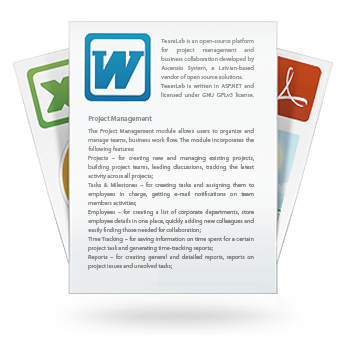 TeamLab is an open-source platform
for project management and
business collaboration developed by
Ascensio System, a Latvian-based
vendor of open source solutions.
TeamLab is written in ASP.NET and
licensed under GNU GPLv3 license.
W
X
Project Management
The Project Management module allows users to organize and
manage teams, business work flow. The module incorporates the
following features:
Projects – for creating new and managing existing projects,
building project teams, leading discussions, tracking the latest
activity across all projects;
Tasks & Milestones – for creating tasks and assigning them to
employees in charge, getting e-mail notifications on team
members activities;
Employees – for creating a list of corporate departments, store
employee details in one place, quickly adding new colleagues and
easily finding those needed for collaboration;
Time Tracking – for saving information on time spent for a certain
project task and generating time-tracking reports;
Reports – for creating general and detailed reports, reports on
project issues and unsolved tasks;